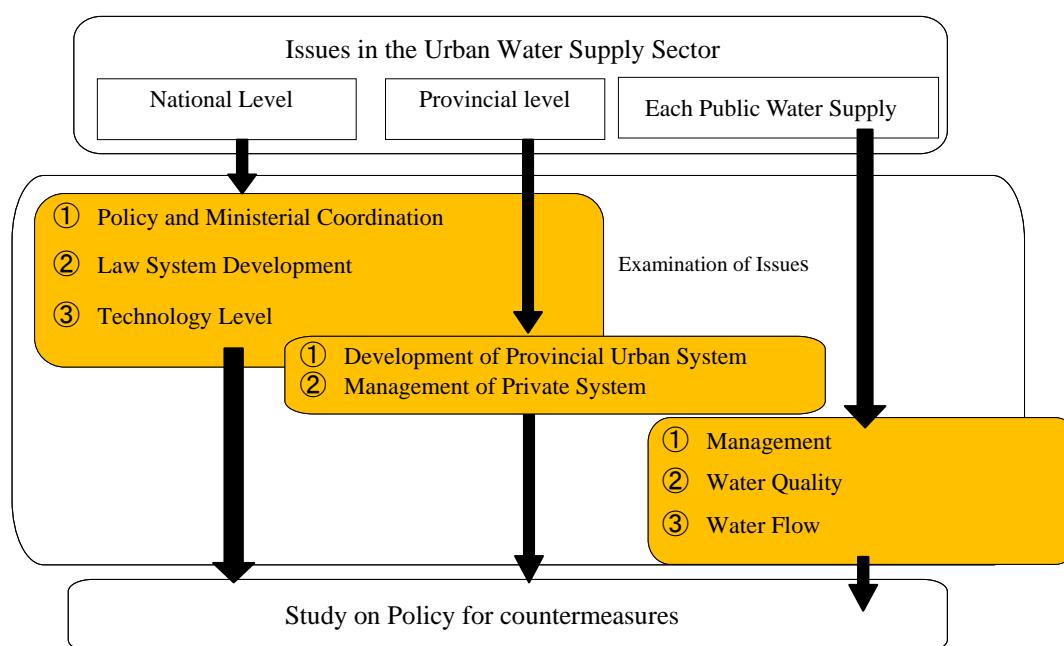 Issues in the Urban Water Supply Sector
National Level
Provincial level
Each Public Water Supply
① Policy and Ministerial Coordination
② Law System Development
③ Technology Level
Examination of Issues
① Development of Provincial Urban System
② Management of Private System
① Management
② Water Quality
③ Water Flow
Study on Policy for countermeasures